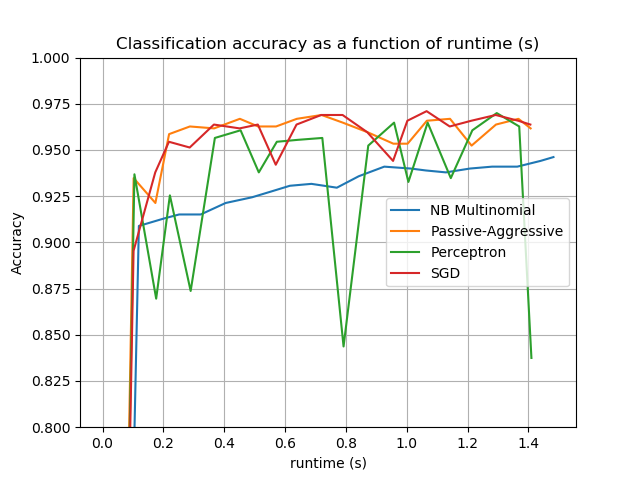 Classification accuracy as a function of runtime (s)
1.000
0.975
0.950
0.925
0.900
0.875
0.850
0.825
0.800
Accuracy
NB Multinomial
Passive-Aggressive
Perceptron
SGD
0.0 0.2 0.4 0.6 0.8 1.0 1.2 1.4
runtime (s)